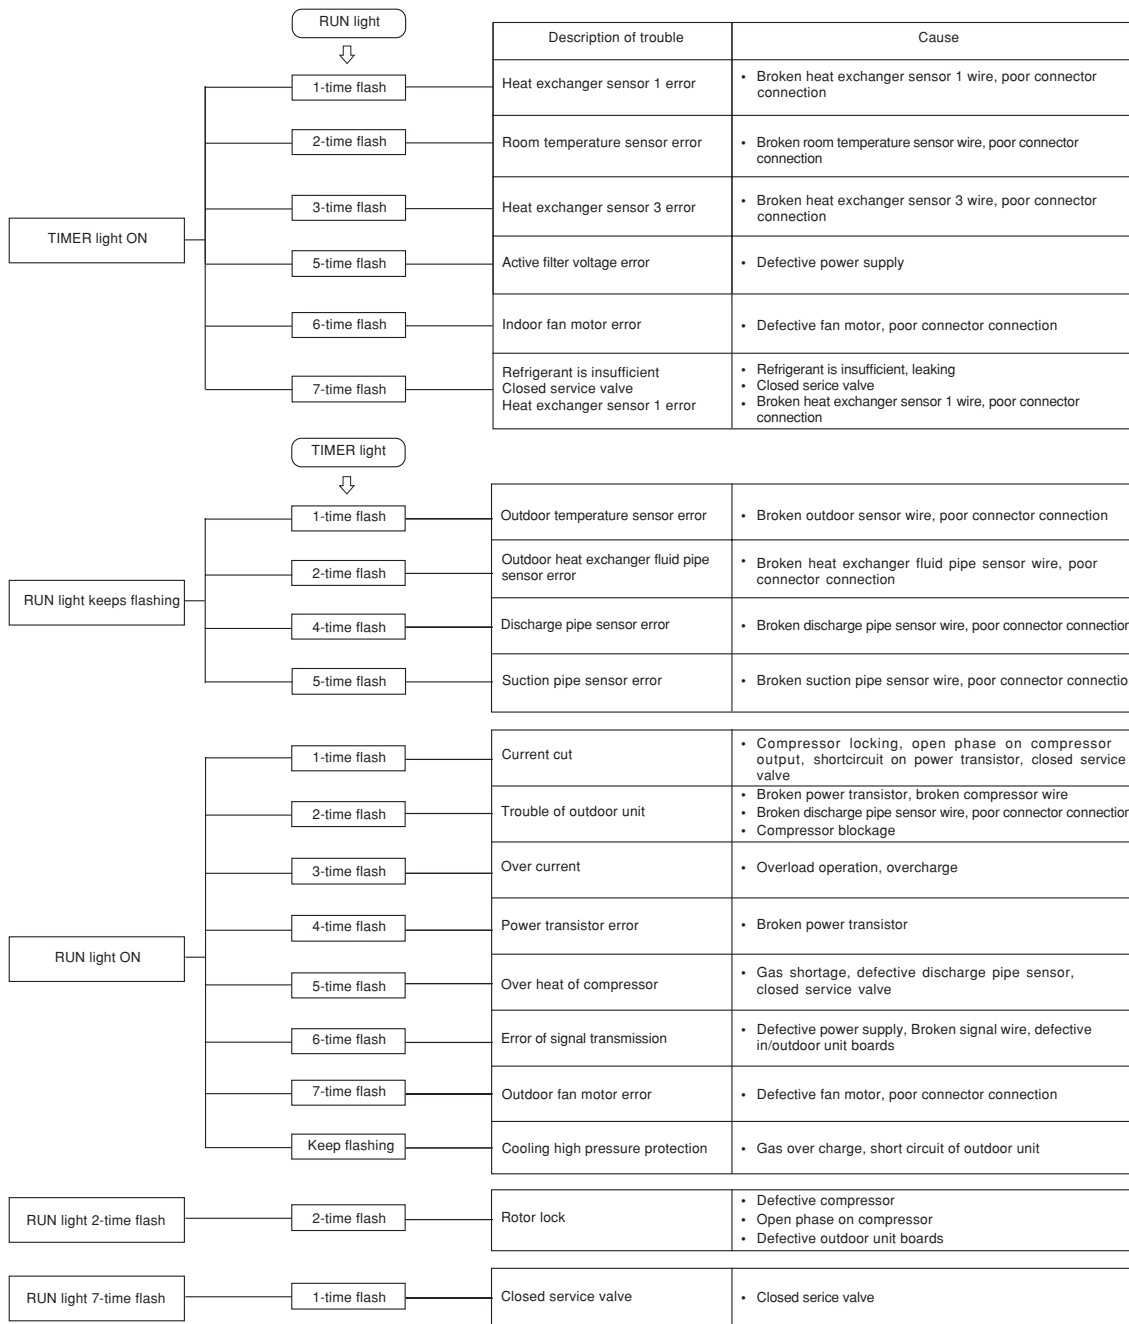 RUN light
Description of trouble
Cause
TIMER light ON
1-time flash
Heat exchanger sensor 1 error
• Broken heat exchanger sensor 1 wire, poor connector
connection
2-time flash
Room temperature sensor error
• Broken room temperature sensor wire, poor connector
connection
3-time flash
Heat exchanger sensor 3 error
• Broken heat exchanger sensor 3 wire, poor connector
connection
5-time flash
Active filter voltage error
• Defective power supply
6-time flash
Indoor fan motor error
• Defective fan motor, poor connector connection
7-time flash
Refrigerant is insufficient
Closed service valve
Heat exchanger sensor 1 error
• Refrigerant is insufficient, leaking
• Closed serice valve
• Broken heat exchanger sensor 1 wire, poor connector
connection
TIMER light
RUN light keeps flashing
1-time flash
Outdoor temperature sensor error
• Broken outdoor sensor wire, poor connector connection
2-time flash
Outdoor heat exchanger fluid pipe
sensor error
• Broken heat exchanger fluid pipe sensor wire, poor
connector connection
4-time flash
Discharge pipe sensor error
• Broken discharge pipe sensor wire, poor connector connection
5-time flash
Suction pipe sensor error
• Broken suction pipe sensor wire, poor connector connectio
RUN light ON
1-time flash
Current cut
• Compressor locking, open phase on compressor
output, shortcircuit on power transistor, closed service
valve
2-time flash
Trouble of outdoor unit
• Broken power transistor, broken compressor wire
• Broken discharge pipe sensor wire, poor connector connection
• Compressor blockage
3-time flash
Over current
• Overload operation, overcharge
4-time flash
Power transistor error
• Broken power transistor
5-time flash
Over heat of compressor
• Gas shortage, defective discharge pipe sensor,
closed service valve
6-time flash
Error of signal transmission
• Defective power supply, Broken signal wire, defective
in/outdoor unit boards
7-time flash
Outdoor fan motor error
• Defective fan motor, poor connector connection
Keep flashing
Cooling high pressure protection
• Gas over charge, short circuit of outdoor unit
RUN light 2-time flash
2-time flash
Rotor lock
• Defective compressor
• Open phase on compressor
• Defective outdoor unit boards
RUN light 7-time flash
1-time flash
Closed service valve
• Closed serice valve